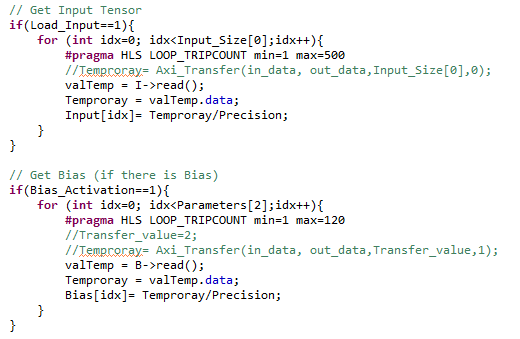 // Get Input Tensor
if(Load_Input==1){
    for (int idx=0; idx<Input_Size[0];idx++){
        #pragma HLS LOOP_TRIPCOUNT min=1 max=500
        //Temproray= Axi_Transfer(in_data, out_data,Input_Size[0],0);
        valTemp = I->read();
        Temproray = valTemp.data;
        Input[idx]= Temproray/Precision;
    }
}
// Get Bias (if there is Bias)
if(Bias_Activation==1){
    for (int idx=0; idx<Parameters[2];idx++){
        #pragma HLS LOOP_TRIPCOUNT min=1 max=120
        //Transfer_value=2;
        //Temproray= Axi_Transfer(in_data, out_data,Transfer_value,1);
        valTemp = B->read();
        Temproray = valTemp.data;
        Bias[idx]= Temproray/Precision;
    }
}